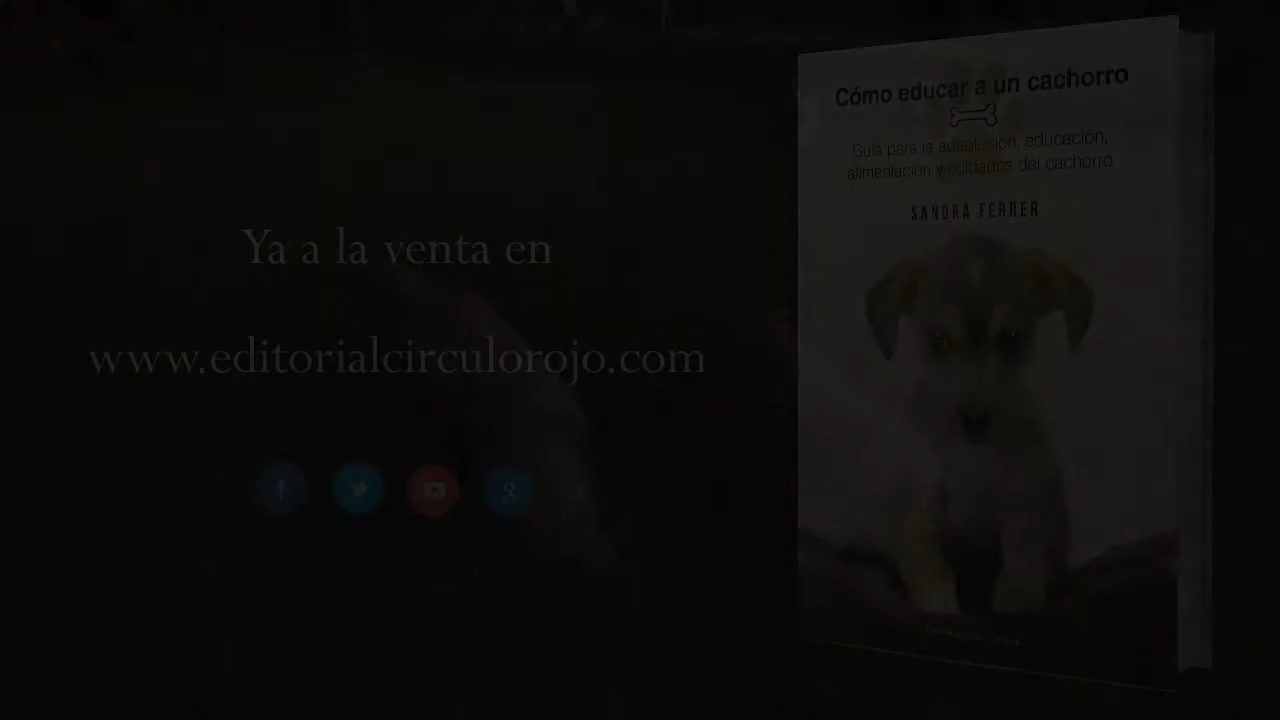 Ya a la venta en
www.editorialcirculorojo.com
Cómo educar a un cachorro
Guía para la adaptación, educación,
alimentación y cuidados del cachorro
SANDRA FERRER